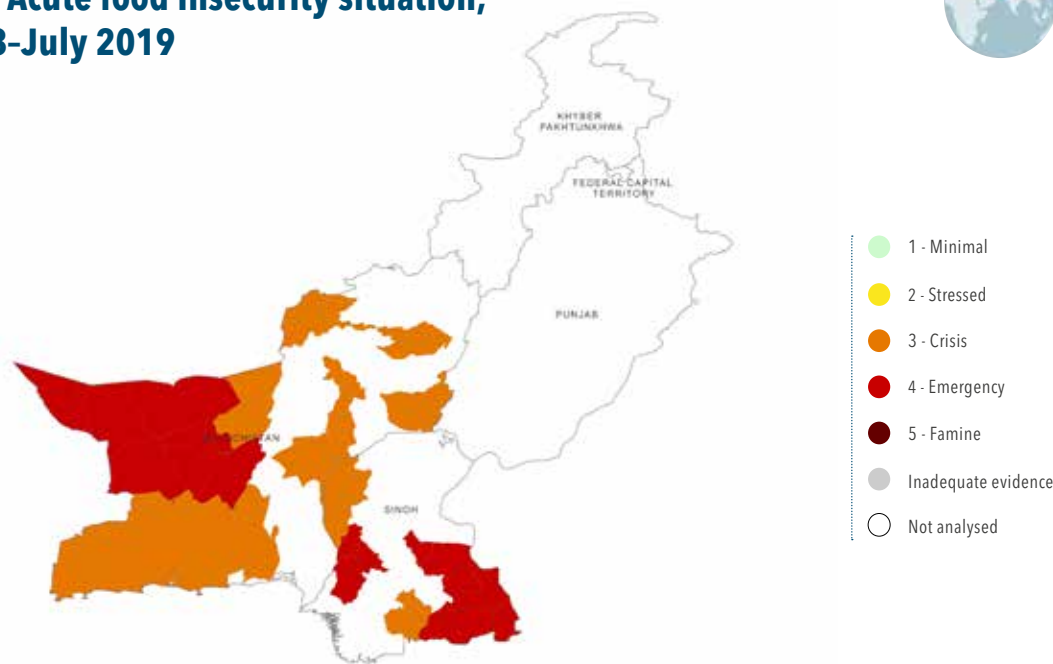 Acute food insecurity situation,
–July 2019
KHYBER
PAKHTUNKHWA
FEDERAL CAPITAL
TERRITORY
PUNJAB
SINDH
1 - Minimal
2 - Stressed
3 - Crisis
4 - Emergency
5 - Famine
Inadequate evidence
Not analysed